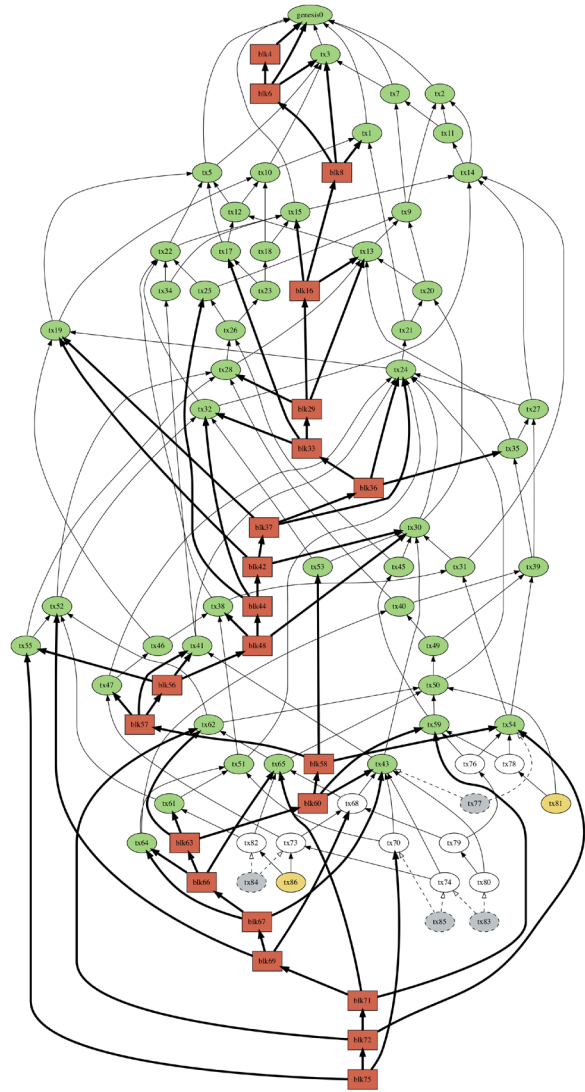 genesis0
blk4
tx3
blk6
tx7
tx2
tx1
tx11
tx5
tx10
blk8
tx14
tx12
tx15
tx9
tx22
tx17
tx18
tx13
tx34
tx25
tx23
blk16
tx20
tx19
tx26
tx21
tx28
tx24
tx32
blk29
tx27
blk33
tx35
blk36
blk37
tx30
blk42
tx53
tx45
tx31
tx39
tx52
tx38
blk44
tx40
tx55
tx46
tx41
blk48
tx49
tx47
blk56
tx50
blk57
tx62
tx59
tx54
tx51
tx65
blk58
tx43
tx76
tx78
tx61
blk60
tx68
tx77
tx81
tx64
blk63
tx82
tx73
tx70
tx79
blk66
tx84
tx86
tx74
tx80
blk67
tx85
tx83
blk69
blk71
blk72
blk75